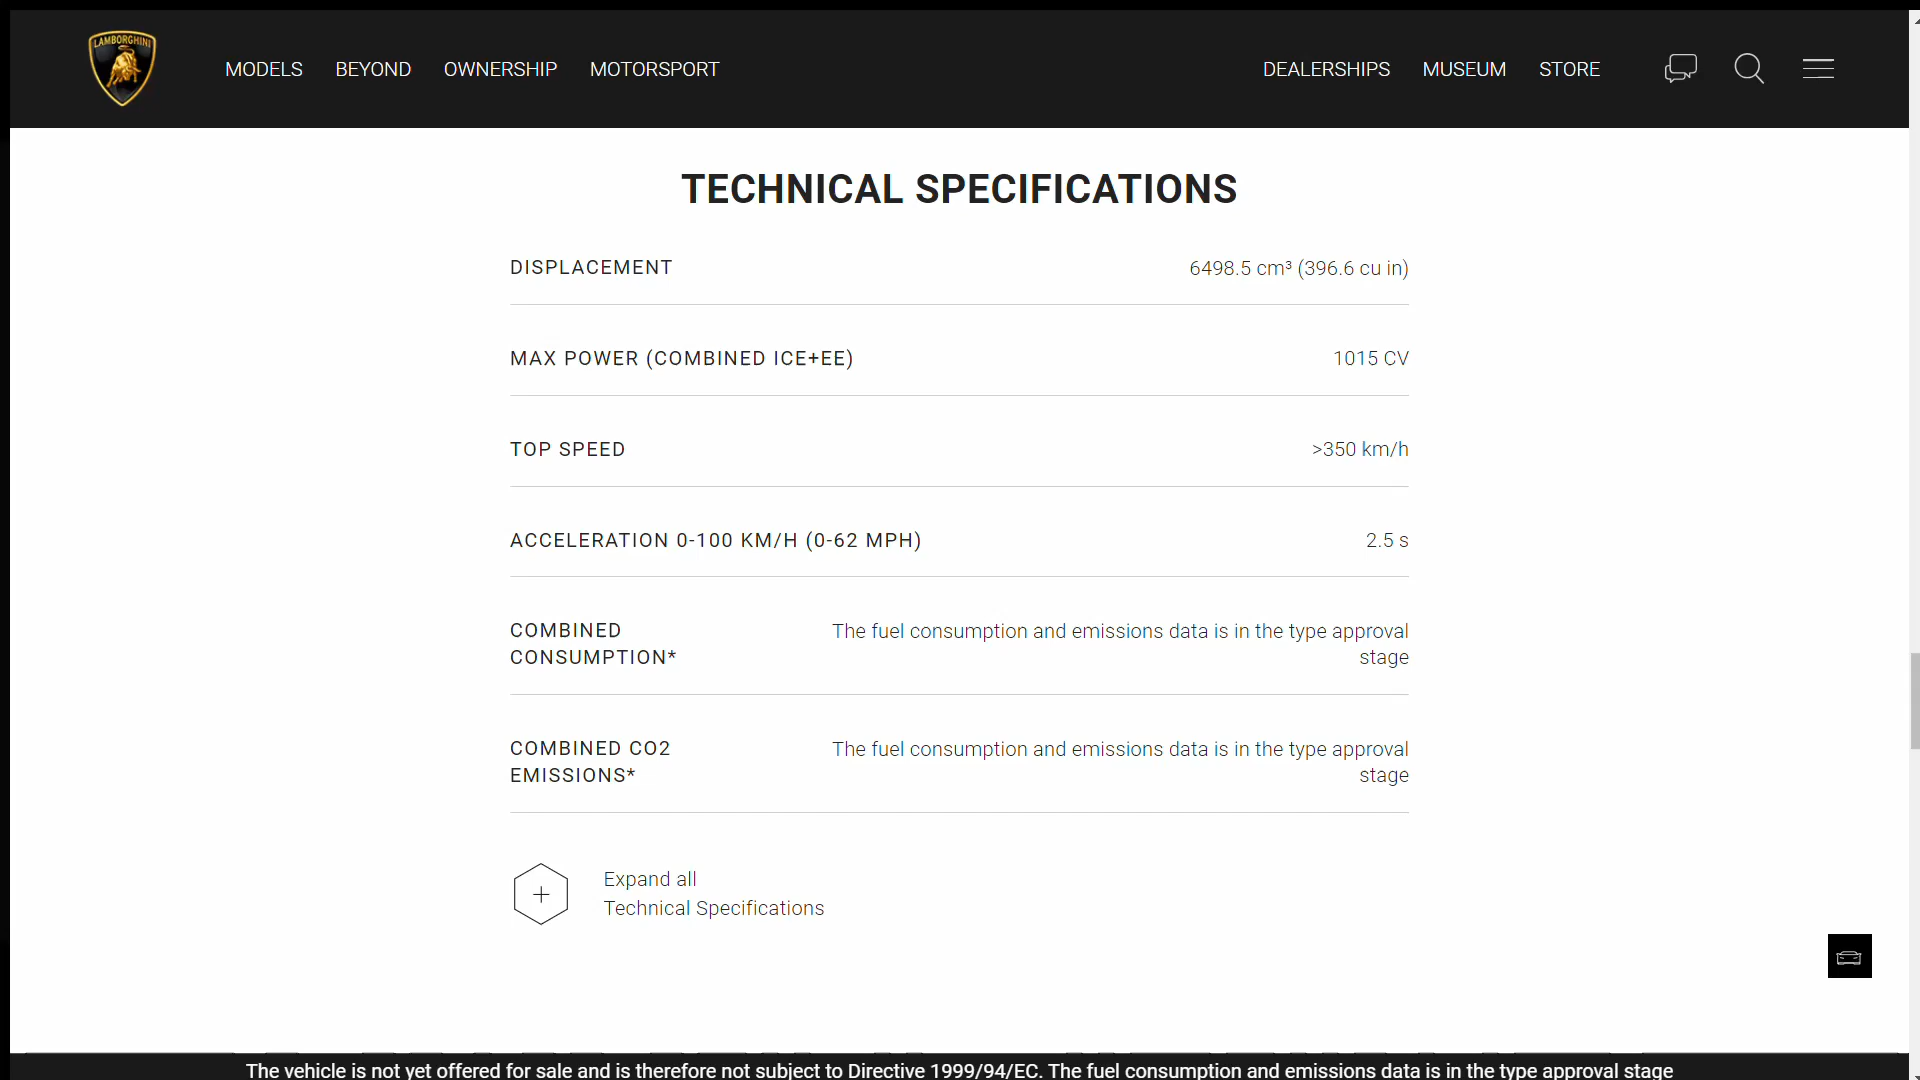 LAMBORGHINI
MODELS BEYOND OWNERSHIP MOTORSPORT DEALERSHIPS MUSEUM STORE
TECHNICAL SPECIFICATIONS
DISPLACEMENT 6498.5 cm³ (396.6 cu in)
MAX POWER (COMBINED ICE+EE) 1015 CV
TOP SPEED >350 km/h
ACCELERATION 0-100 KM/H (0-62 MPH) 2.5 s
COMBINED The fuel consumption and emissions data is in the type approval
CONSUMPTION* stage
COMBINED CO2 The fuel consumption and emissions data is in the type approval
EMISSIONS* stage
Expand all
Technical Specifications
The vehicle is not yet offered for sale and is therefore not subject to Directive 1999/94/EC. The fuel consumption and emissions data is in the type approval stage